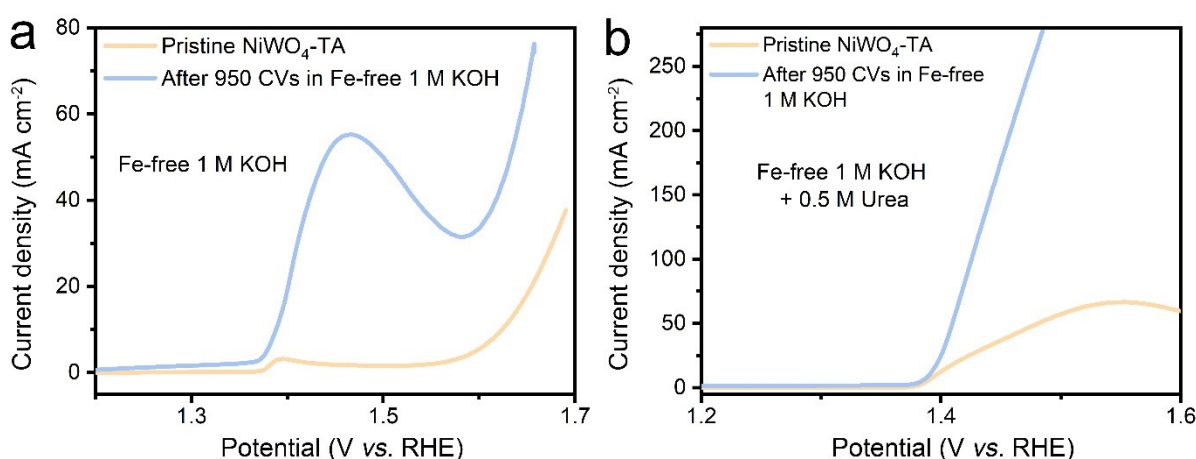 a
Pristine NiWO₄-TA
After 950 CVs in Fe-free 1 M KOH
Fe-free 1 M KOH
Current density (mA cm⁻²)
80
60
40
20
0
1.3
1.5
1.7
Potential (V vs. RHE)
b
Pristine NiWO₄-TA
After 950 CVs in Fe-free
1 M KOH
Fe-free 1 M KOH
+ 0.5 M Urea
Current density (mA cm⁻²)
250
200
150
100
50
0
1.2
1.4
1.6
Potential (V vs. RHE)